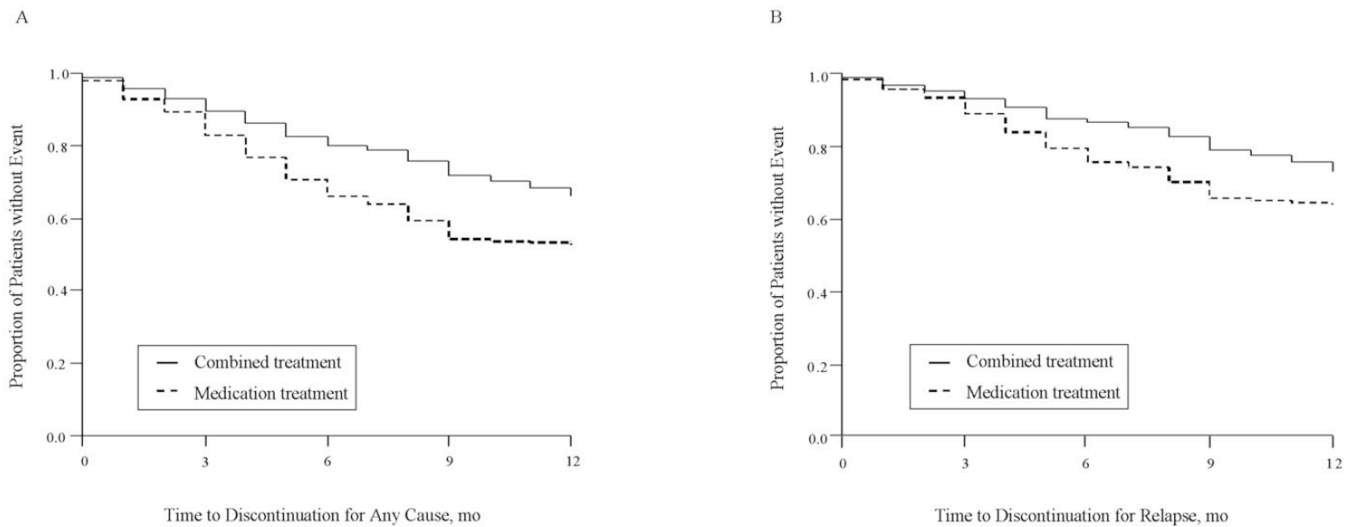 A
Proportion of Patients without Event
1.0
0.8
0.6
0.4
0.2
0.0
Combined treatment
Medication treatment
0 3 6 9 12
Time to Discontinuation for Any Cause, mo
B
Proportion of Patients without Event
1.0
0.8
0.6
0.4
0.2
0.0
Combined treatment
Medication treatment
0 3 6 9 12
Time to Discontinuation for Relapse, mo